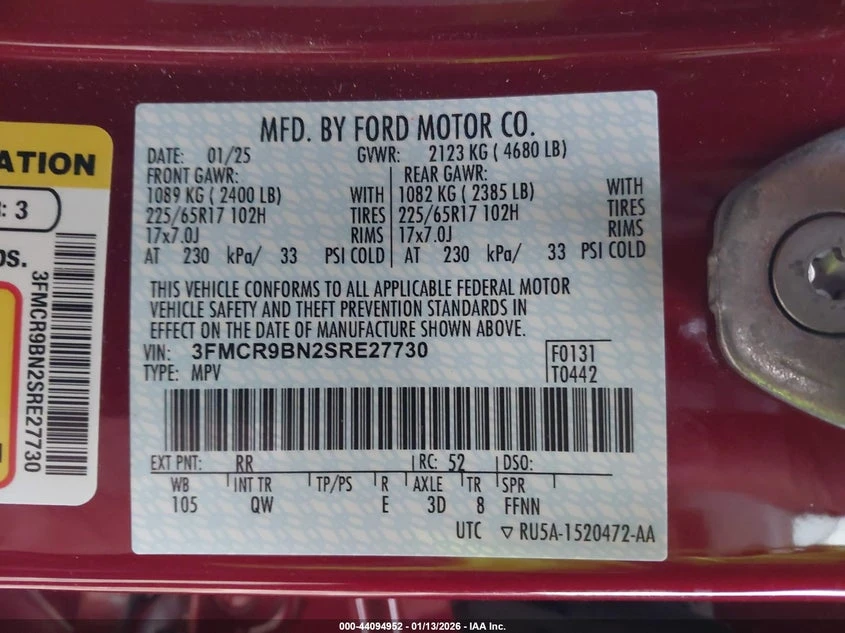 MFD. BY FORD MOTOR CO.
DATE: 01/25 GVWR: 2123 KG ( 4680 LB)
FRONT GAWR: REAR GAWR:
1089 KG ( 2400 LB) WITH 1082 KG ( 2385 LB) WITH
225/65R17 102H TIRES 225/65R17 102H TIRES
17x7.0J RIMS 17x7.0J RIMS
AT 230 kPa/ 33 PSI COLD AT 230 kPa/ 33 PSI COLD
THIS VEHICLE CONFORMS TO ALL APPLICABLE FEDERAL MOTOR
VEHICLE SAFETY AND THEFT PREVENTION STANDARDS IN
EFFECT ON THE DATE OF MANUFACTURE SHOWN ABOVE.
VIN: 3FMCR9BN2SRE27730 F0131
TYPE: MPV T0442
EXT PNT: RR RC: 52 DSO:
WB INT TR TP/PS R AXLE TR SPR
105 QW E 3D 8 FFNN
UTC ▽ RU5A-1520472-AA
ATION
: 3
3FMCR9BN2SRE27730
000-44094952 - 01/13/2026 - IAA Inc.